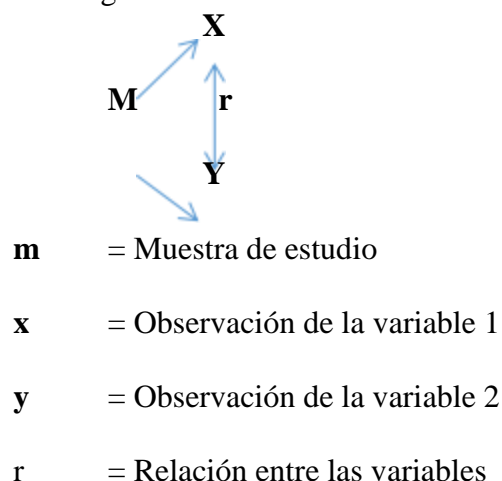 X
M r
Y
m = Muestra de estudio
x = Observación de la variable 1
y = Observación de la variable 2
r = Relación entre las variables